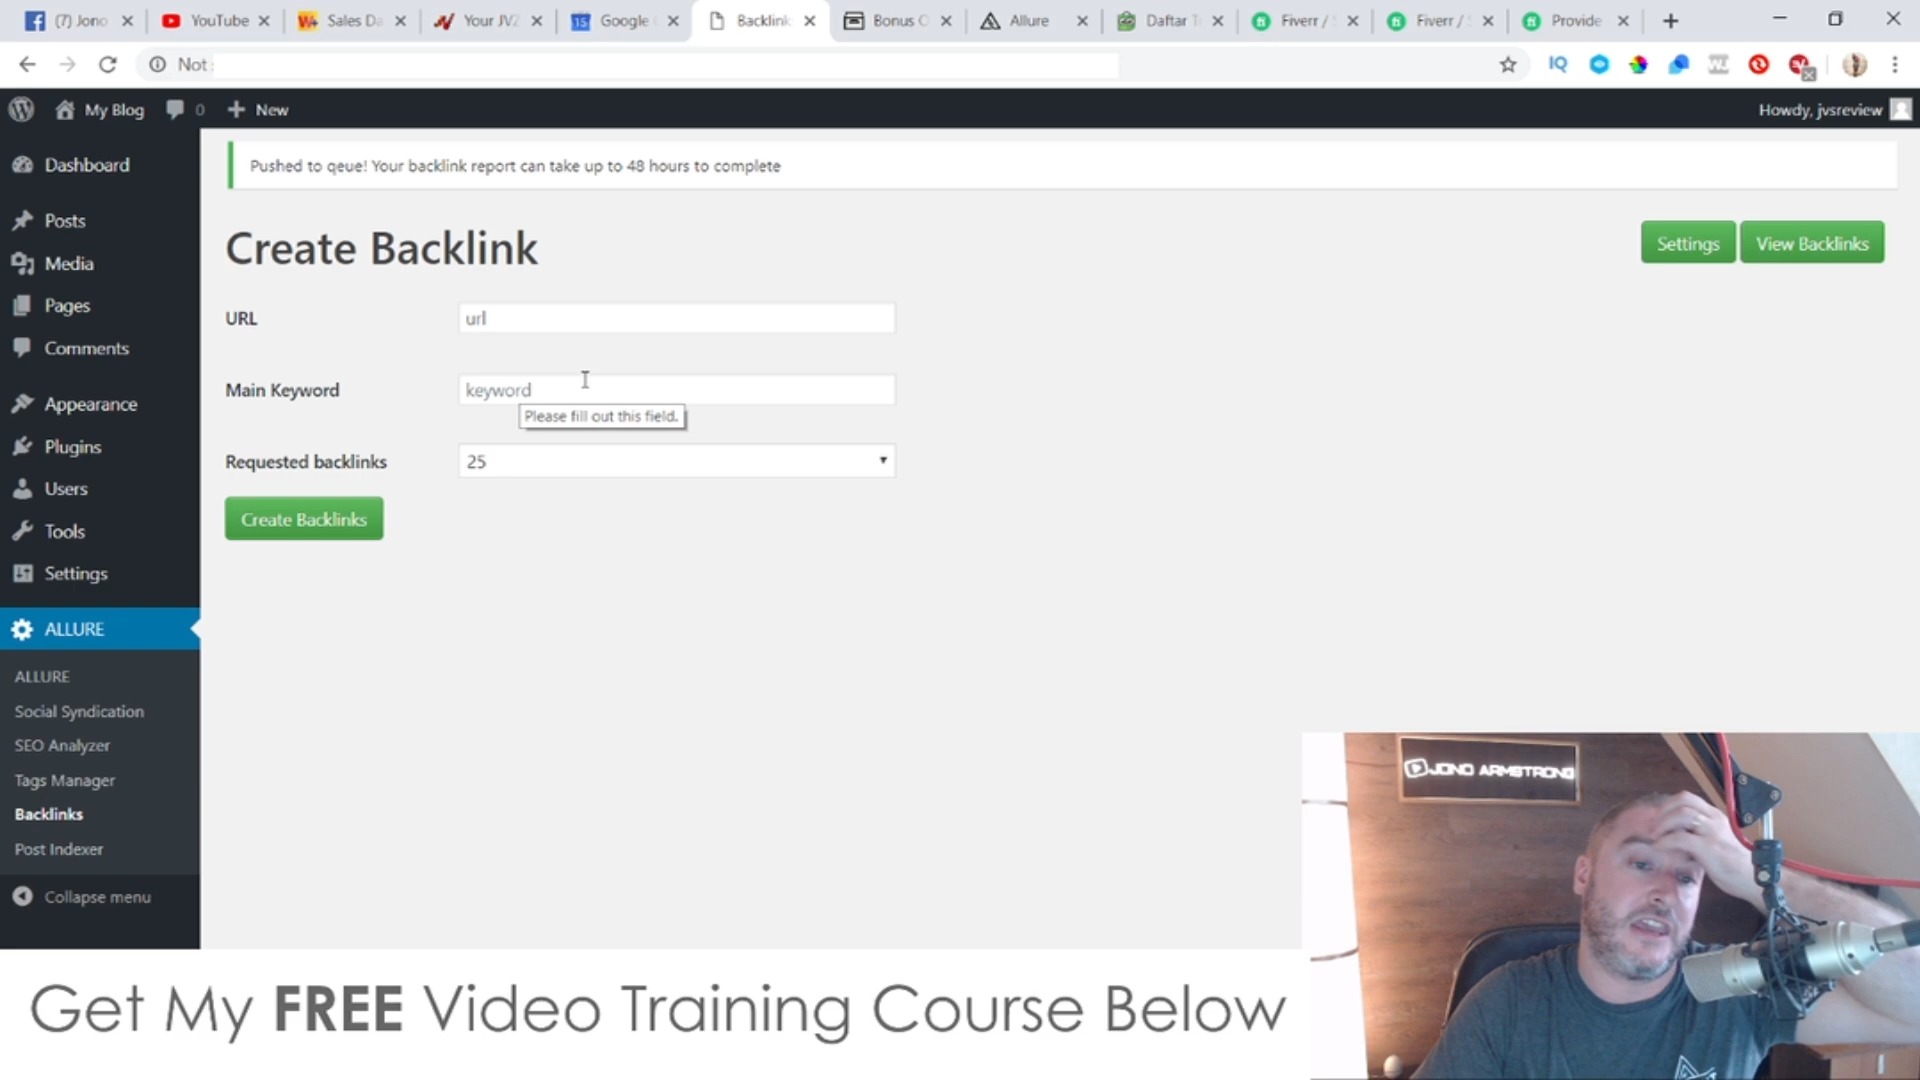 (7) Jono
YouTube
Sales Da
Your JVZ
Google
Backlink
Bonus O
Allure
Daftar T
Fiverr /
Fiverr /
Provide
Not
IQ
My Blog
0
New
Howdy, jvsreview
Dashboard
Posts
Media
Pages
Comments
Appearance
Plugins
Users
Tools
Settings
ALLURE
ALLURE
Social Syndication
SEO Analyzer
Tags Manager
Backlinks
Post Indexer
Collapse menu
Pushed to qeue! Your backlink report can take up to 48 hours to complete
Create Backlink
Settings
View Backlinks
URL
url
Main Keyword
keyword
Please fill out this field.
Requested backlinks
25
Create Backlinks
JONO ARMSTRONG
Get My FREE Video Training Course Below